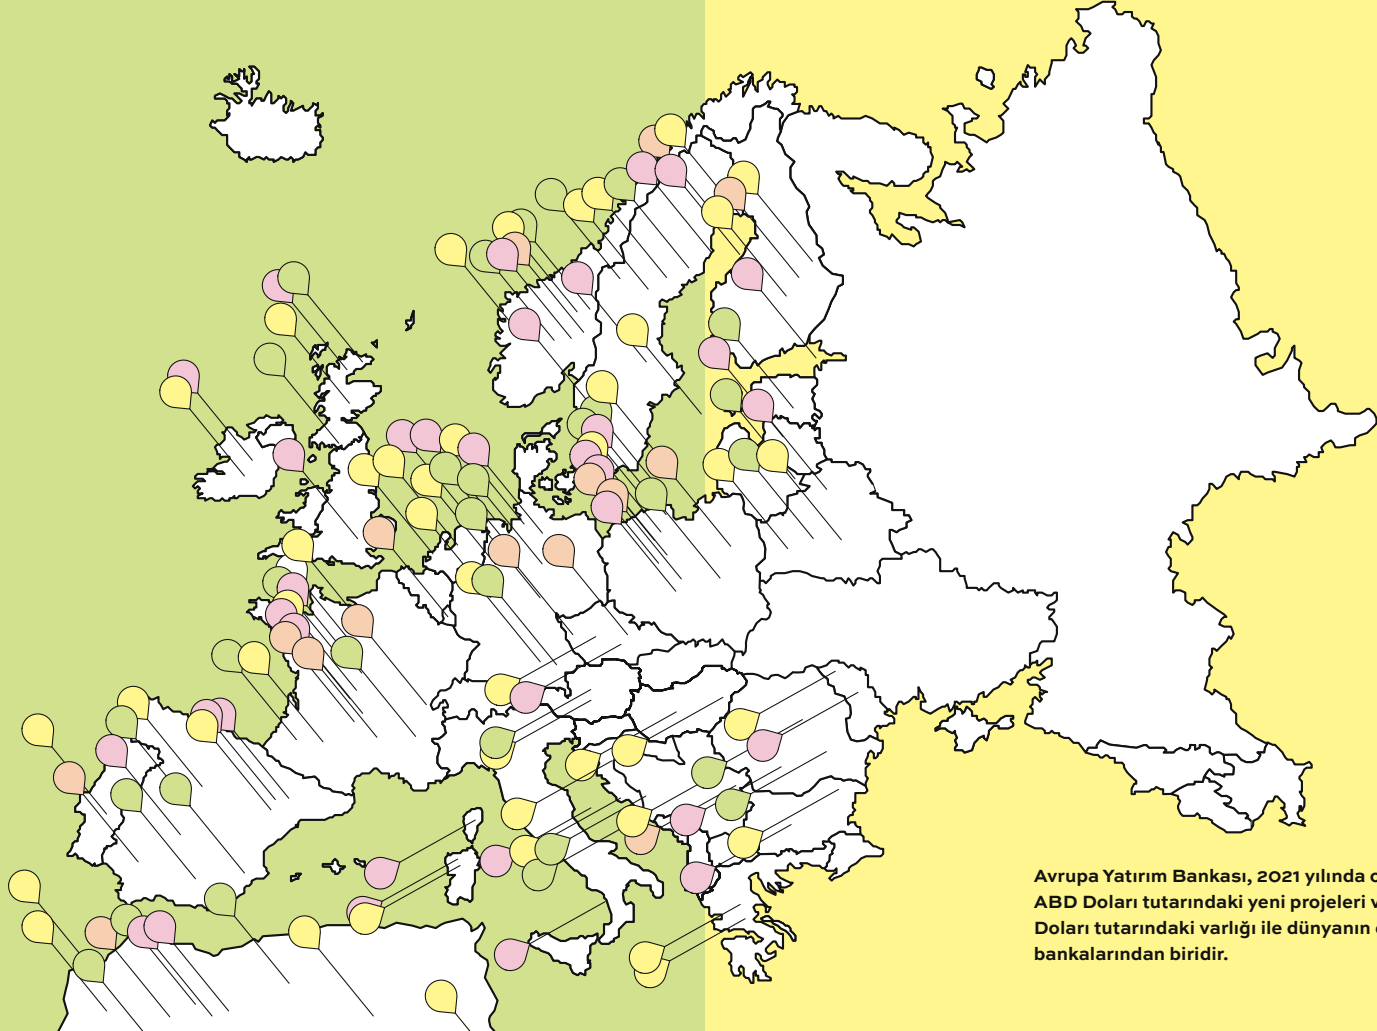 Avrupa Yatırım Bankası, 2021 yılında
ABD Doları tutarındaki yeni projeleri
Doları tutarındaki varlığı ile dünyanın
bankalarından biridir.